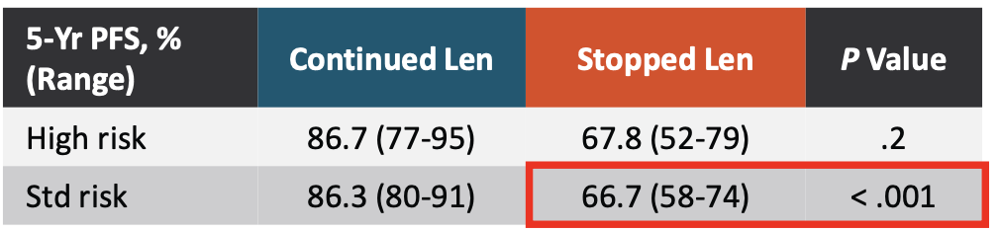 5-Yr PFS, %
(Range) Continued Len Stopped Len P Value
High risk 86.7 (77-95) 67.8 (52-79) .2
Std risk 86.3 (80-91) 66.7 (58-74) < .001